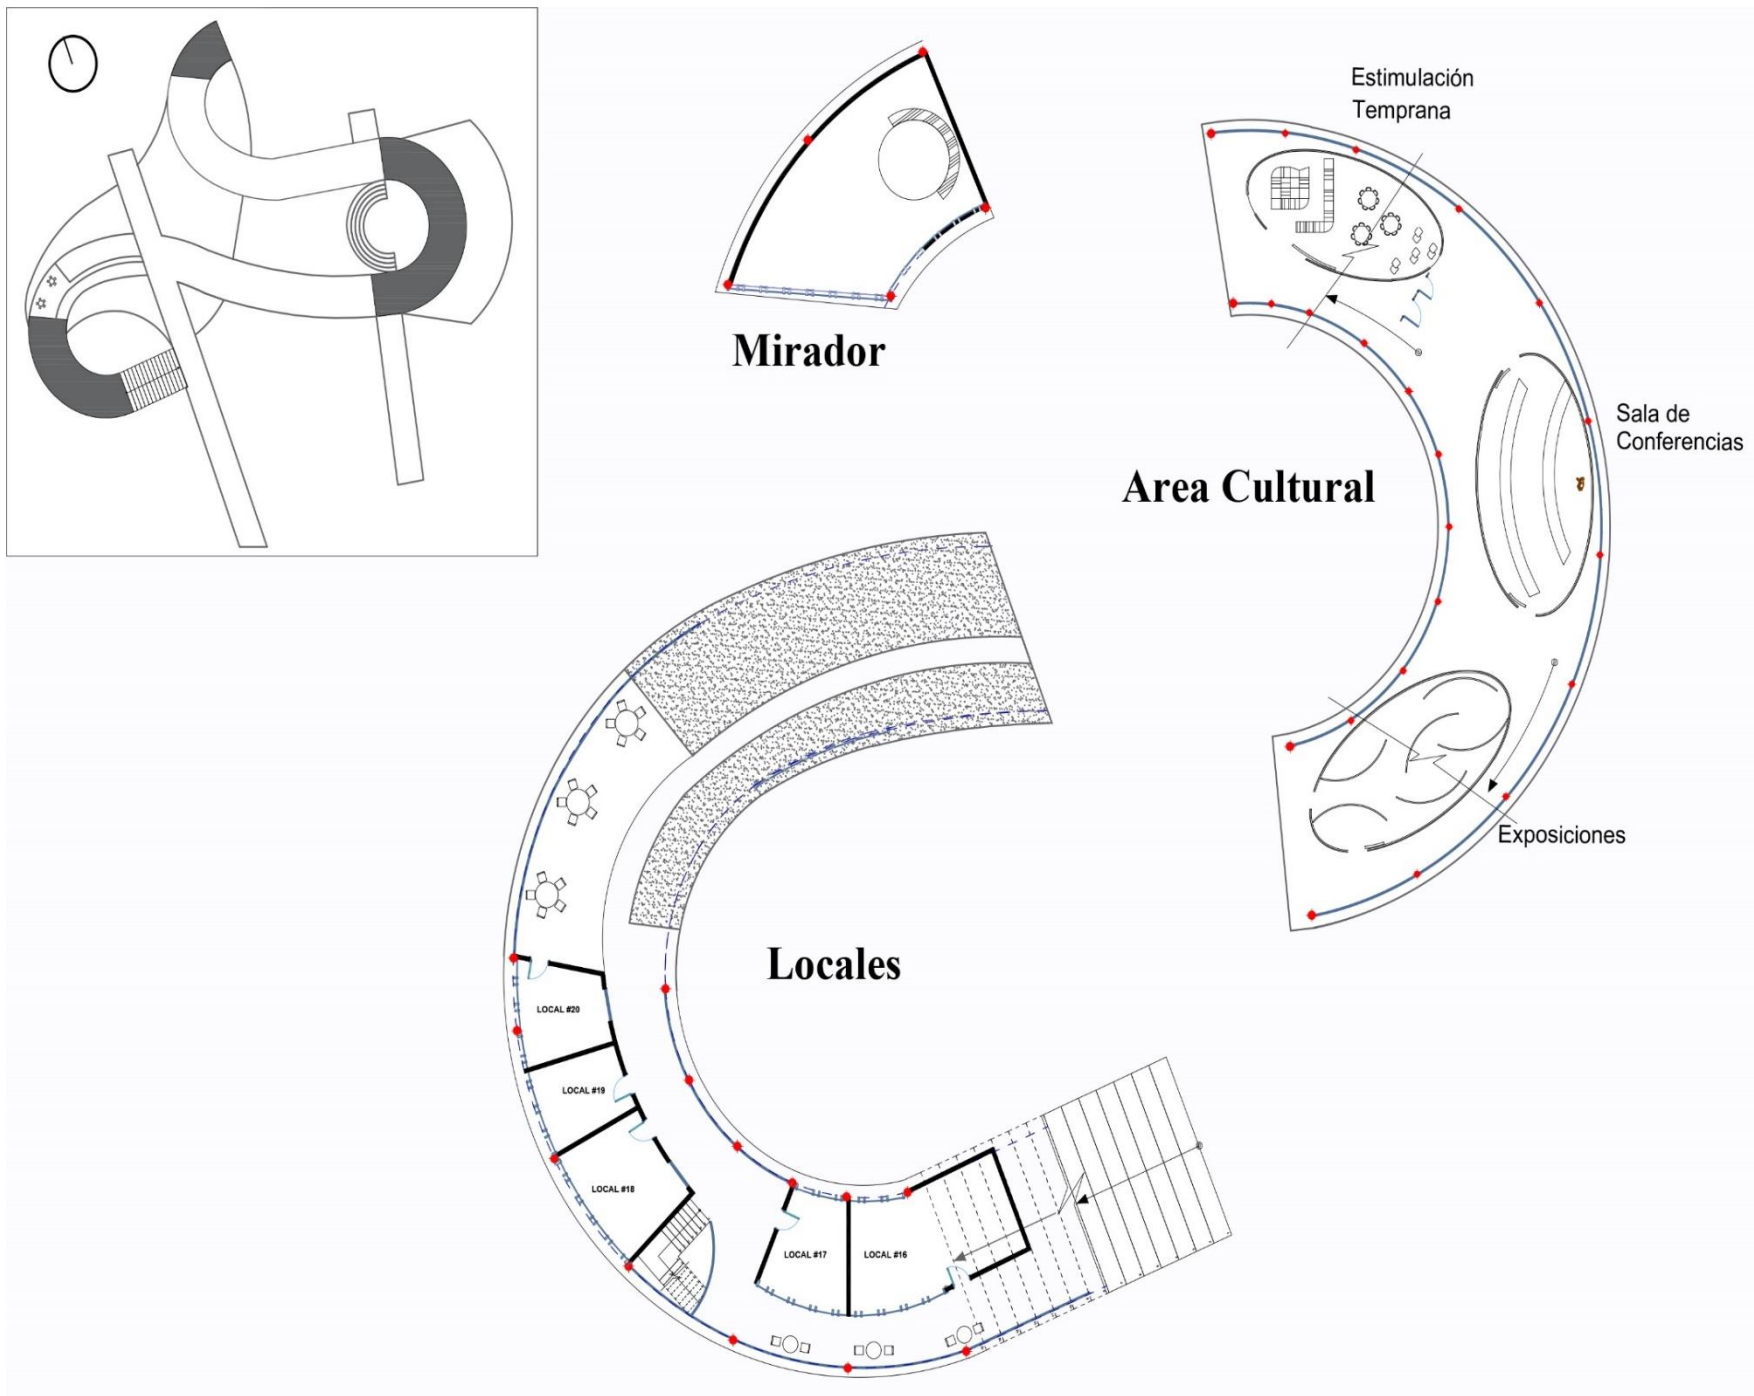 Estimulación
Temprana
Mirador
Sala de
Conferencias
Area Cultural
Exposiciones
Locales
LOCAL #20
LOCAL #19
LOCAL #18
LOCAL #17
LOCAL #16